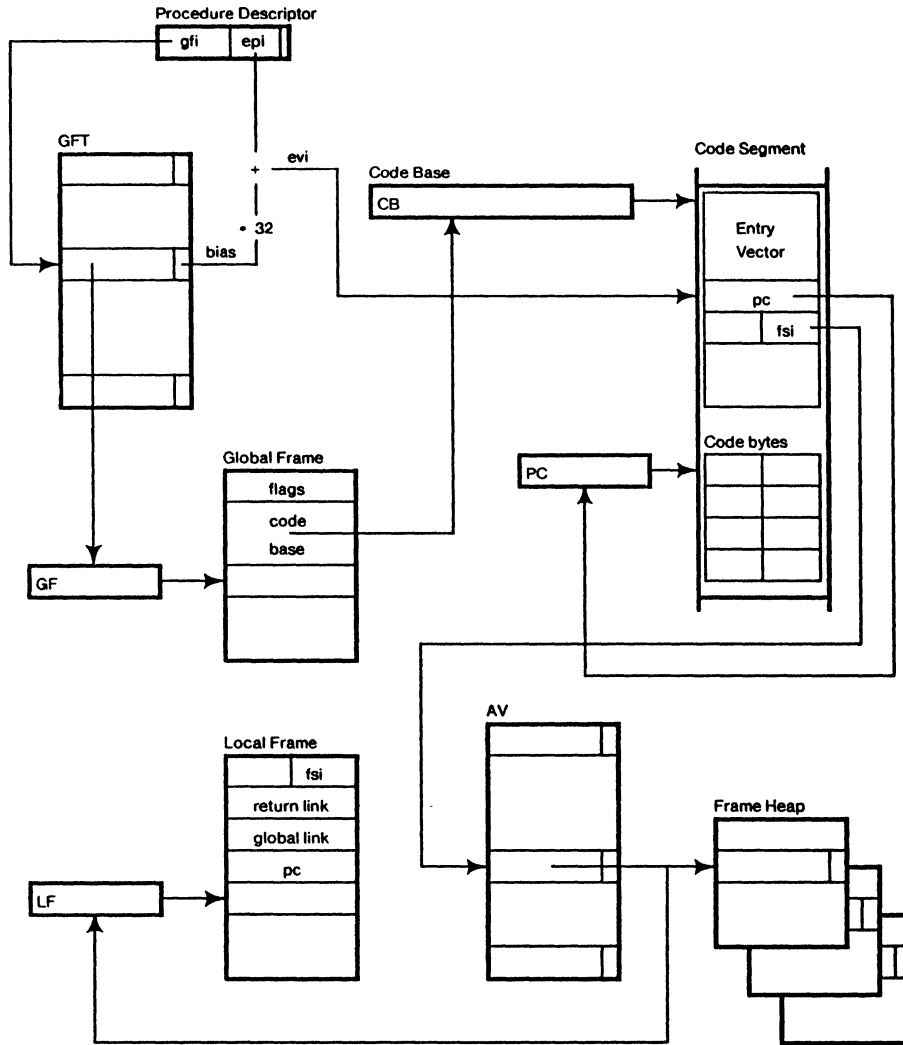 Procedure Descriptor
gfi epi
GFT
+ evi
Code Base
Code Segment
CB
• 32
bias
Entry
Vector
pc
fsi
Global Frame
flags
code
base
PC
Code bytes
GF
AV
Local Frame
fsi
return link
global link
pc
Frame Heap
LF